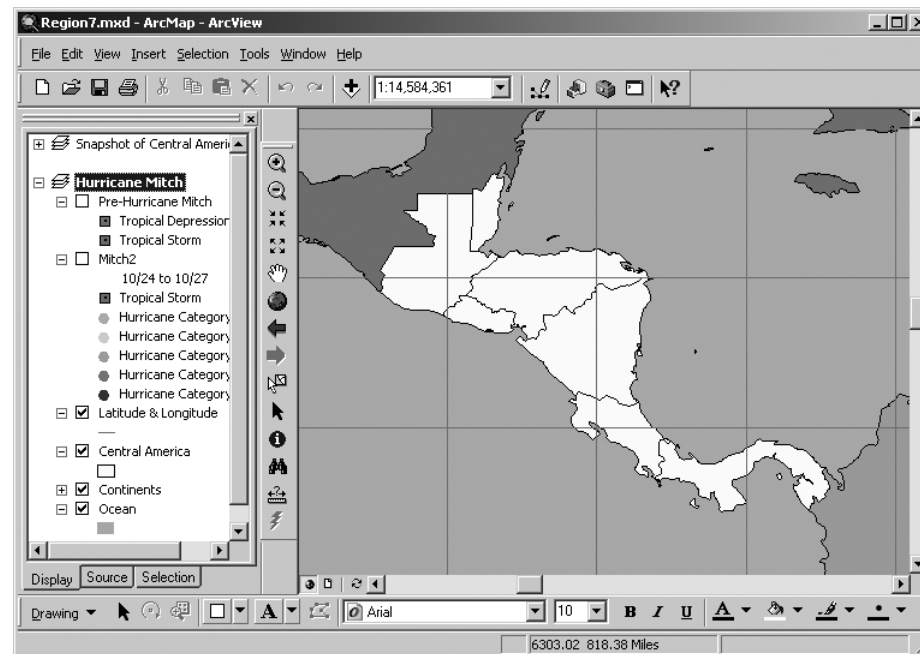 Region7.mxd - ArcMap - ArcView
File Edit View Insert Selection Tools Window Help
1:14,584,361
Snapshot of Central Ameri
Hurricane Mitch
Pre-Hurricane Mitch
Tropical Depression
Tropical Storm
Mitch2
10/24 to 10/27
Tropical Storm
Hurricane Category
Hurricane Category
Hurricane Category
Hurricane Category
Hurricane Category
Latitude & Longitude
Central America
Continents
Ocean
Display Source Selection
Drawing A Arial 10 B I U A
6303.02 818.38 Miles